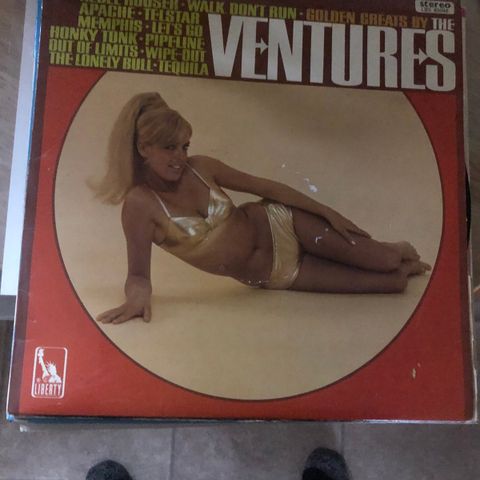 WALK DON'T RUN · GOLDEN GREATS BY THE
VENTURES
APACHE · TELSTAR
MEMPHIS · LET'S GO
HONKY TONK · PIPELINE
OUT OF LIMITS · WIPE OUT
THE LONELY BULL · TEQUILA
stereo
LIBERTY